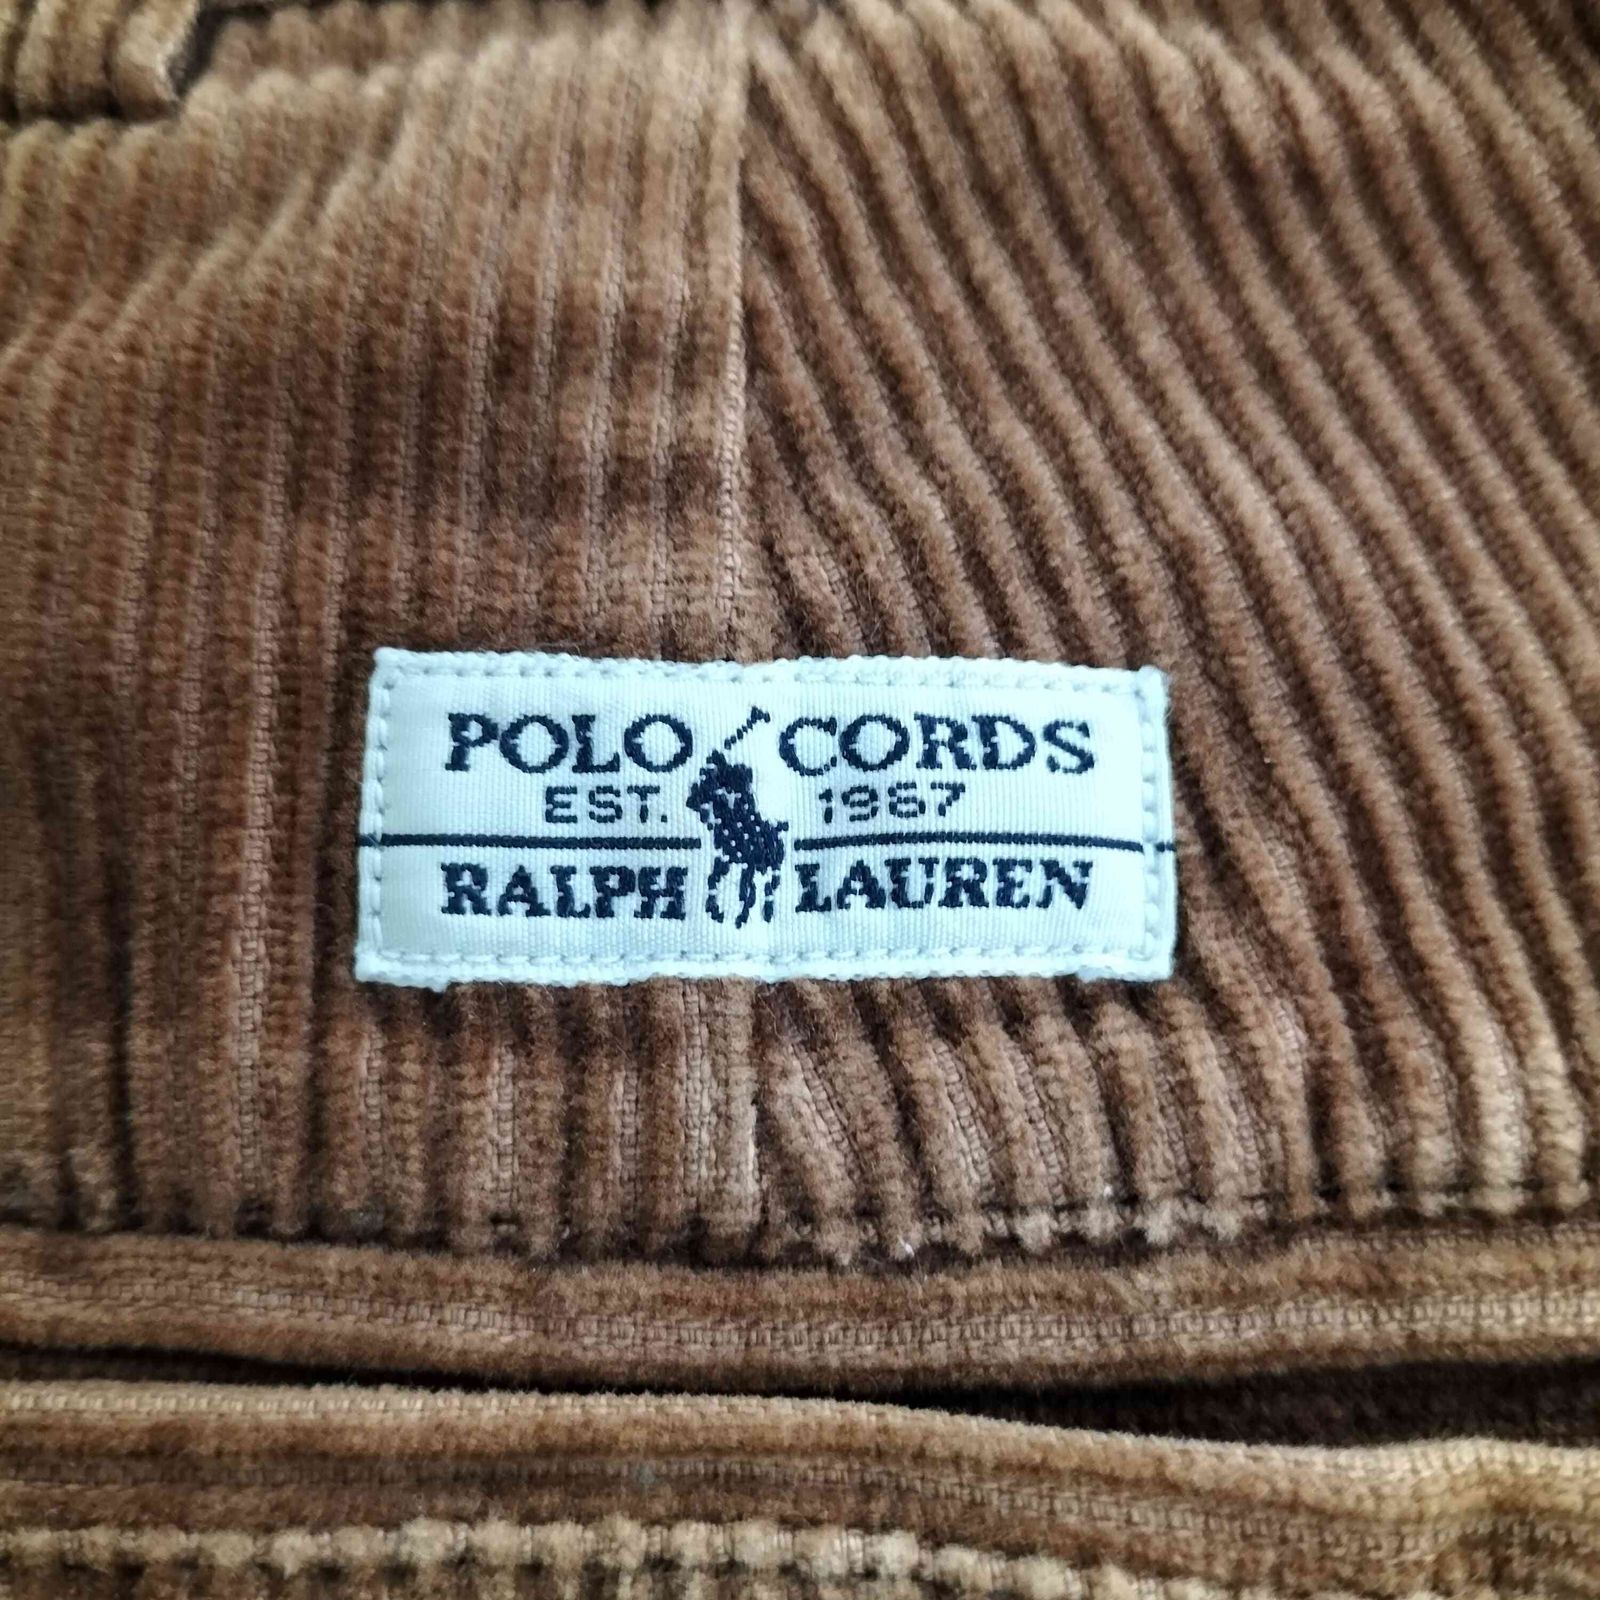 POLO CORDS
EST. 1967
RALPH LAUREN